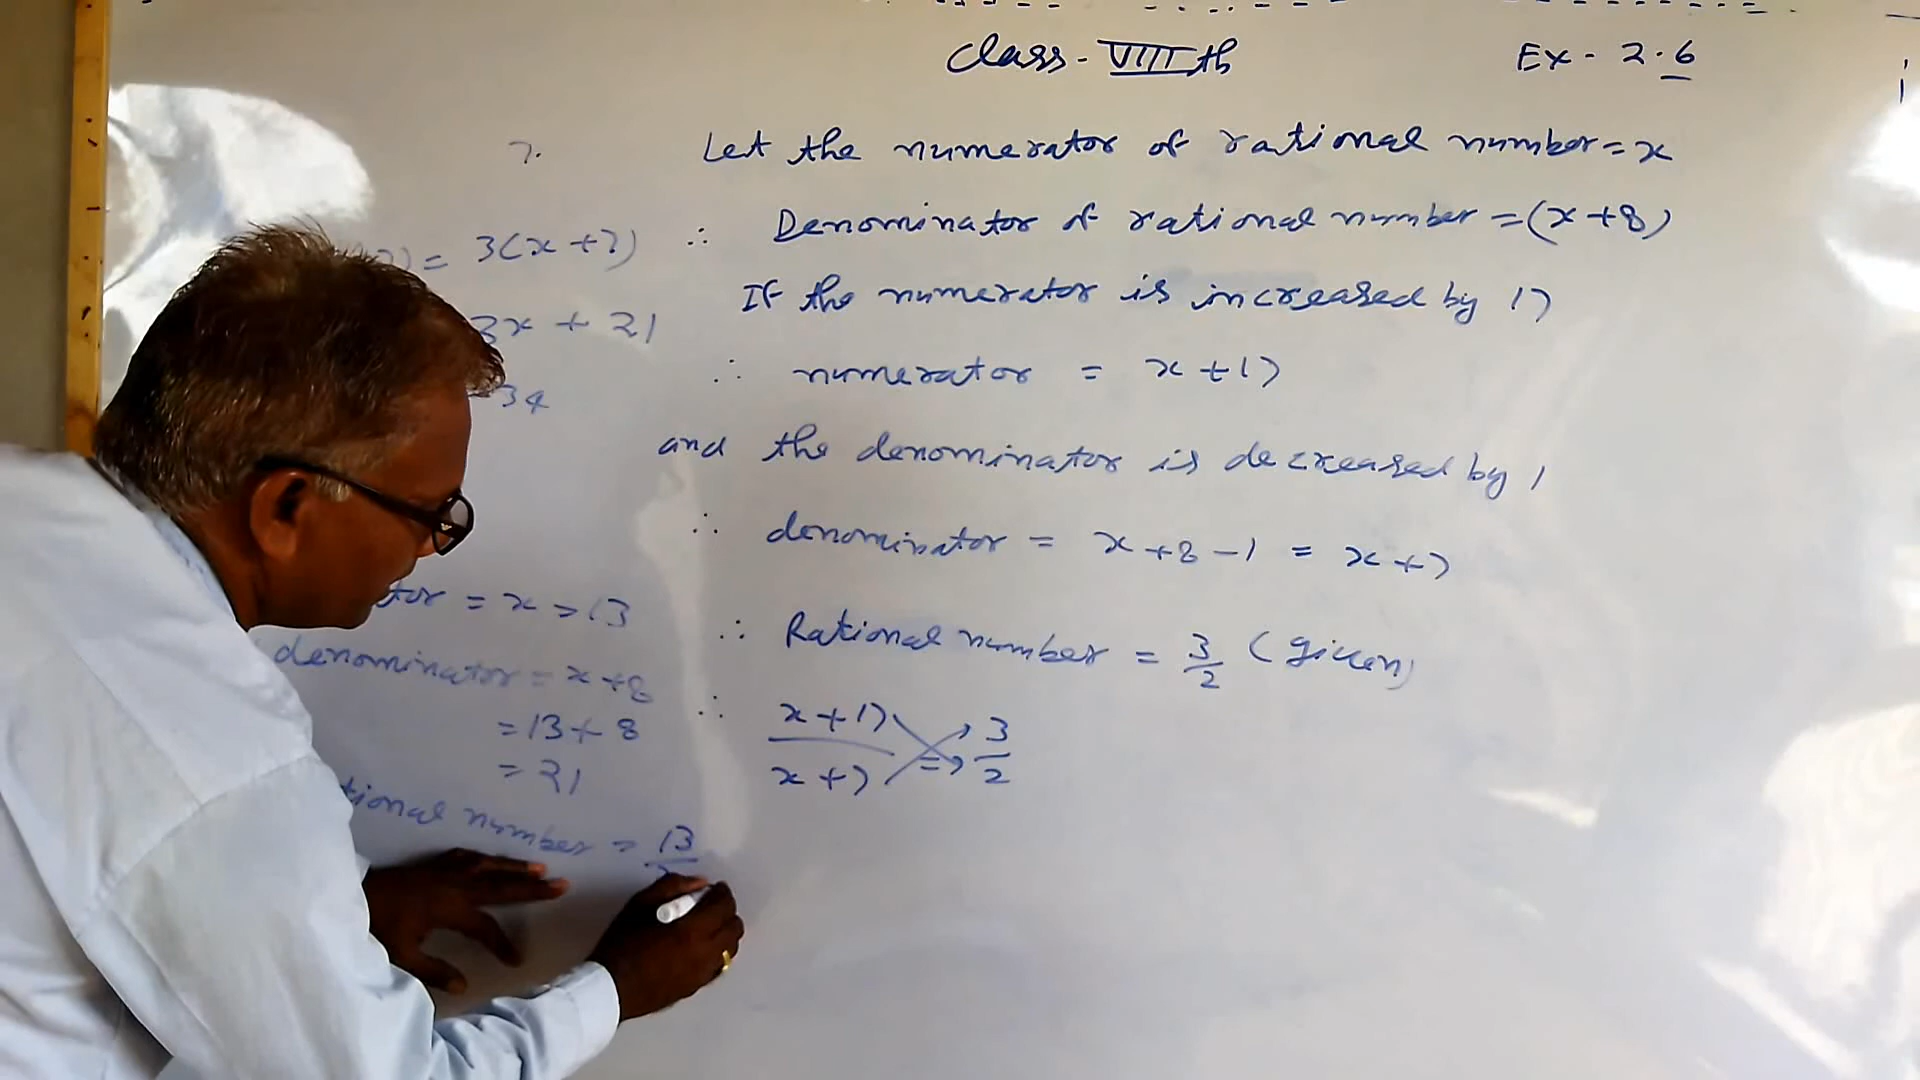 Class - VIIIth
Ex - 2.6
7.
Let the numerator of rational number = x
∴ Denominator of rational number = (x+8)
If the numerator is increased by 17
∴ numerator = x+17
and the denominator is decreased by 1
∴ denominator = x+8-1 = x+7
∴ Rational number = 3/2 (given)
∴ x+17/x+7 = 3/2
) = 3(x+7)
3x + 21
34
tor = x = 13
denominator = x+8
= 13+8
= 21
tional number = 13